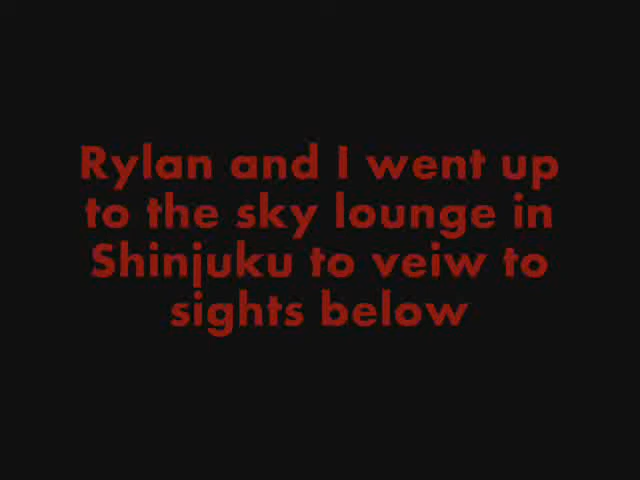 Rylan and I went up
to the sky lounge in
Shinjuku to veiw to
sights below